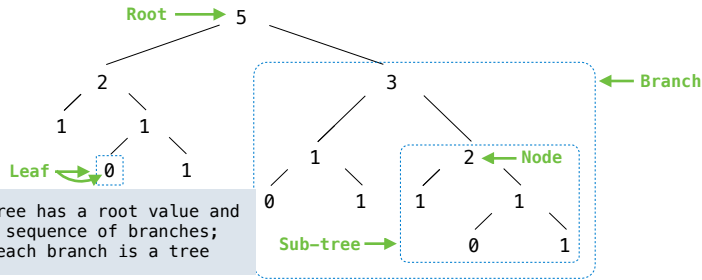 Root 5
2 3 Branch
1 1 1 2 Node
Leaf 0 1 0 1 1 1
Sub-tree 0 1
ree has a root value and
sequence of branches;
each branch is a tree